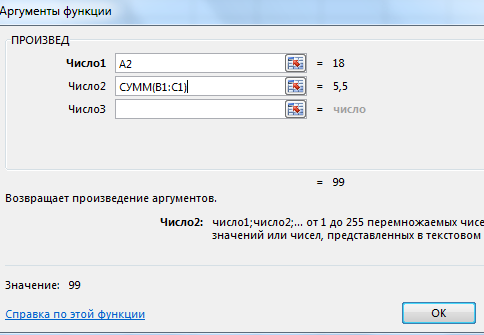 Аргументы функции
ПРОИЗВЕД
Число1 A2 = 18
Число2 СУММ(B1:C1) = 5,5
Число3 = число
= 99
Возвращает произведение аргументов.
Число2: число1;число2;... от 1 до 255 перемножаемых чисе
значений или чисел, представленных в текстовом
Значение: 99
Справка по этой функции
ОК